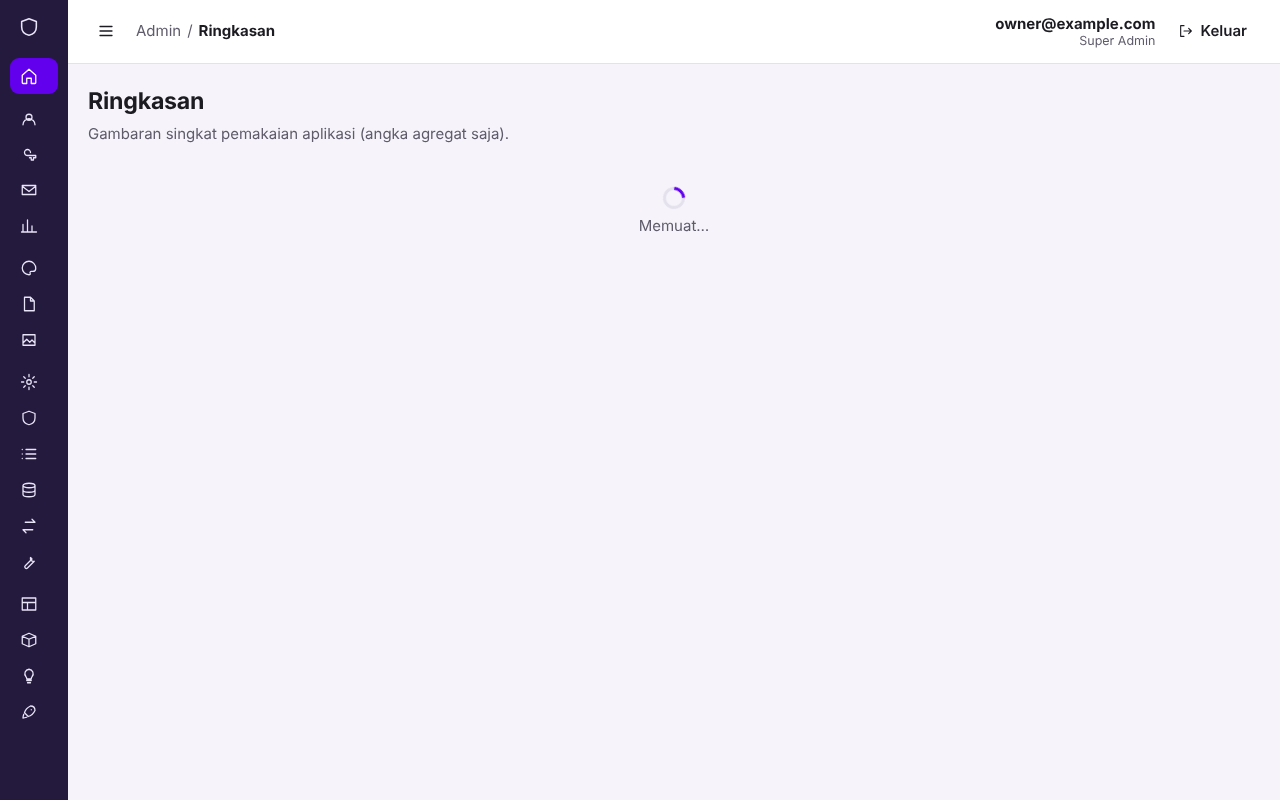 Admin / Ringkasan
owner@example.com
Super Admin
Keluar
Ringkasan
Gambaran singkat pemakaian aplikasi (angka agregat saja).
Memuat...